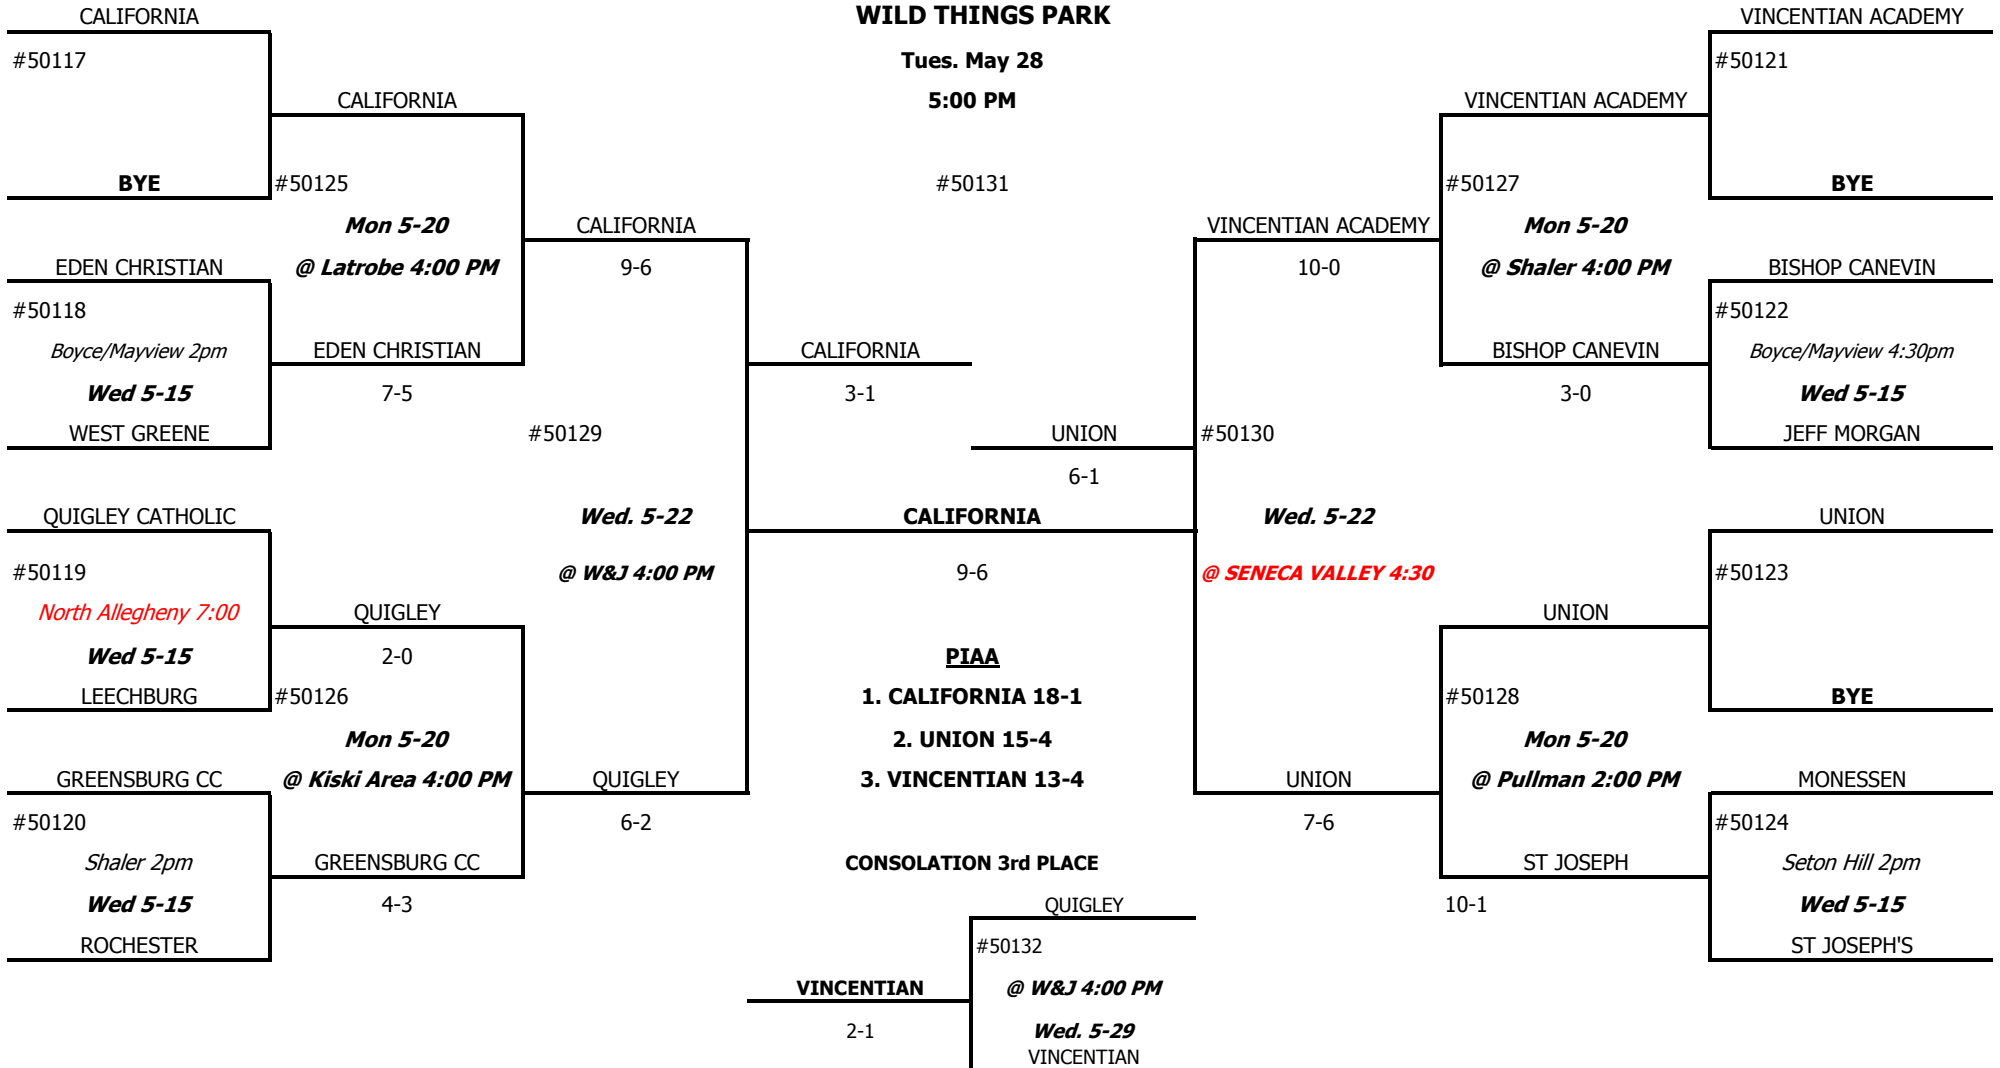 CALIFORNIA
WILD THINGS PARK
VINCENTIAN ACADEMY
#50117
Tues. May 28
#50121
CALIFORNIA
5:00 PM
VINCENTIAN ACADEMY
BYE
#50125
#50131
#50127
BYE
Mon 5-20
CALIFORNIA
VINCENTIAN ACADEMY
Mon 5-20
EDEN CHRISTIAN
@ Latrobe 4:00 PM
9-6
10-0
@ Shaler 4:00 PM
BISHOP CANEVIN
#50118
#50122
Boyce/Mayview 2pm
EDEN CHRISTIAN
CALIFORNIA
BISHOP CANEVIN
Boyce/Mayview 4:30pm
Wed 5-15
7-5
3-1
3-0
Wed 5-15
WEST GREENE
#50129
UNION
#50130
JEFF MORGAN
6-1
QUIGLEY CATHOLIC
Wed. 5-22
CALIFORNIA
Wed. 5-22
UNION
#50119
@ W&J 4:00 PM
9-6
@ SENECA VALLEY 4:30
#50123
North Allegheny 7:00
QUIGLEY
UNION
Wed 5-15
2-0
PIAA
LEECHBURG
#50126
1. CALIFORNIA 18-1
#50128
BYE
Mon 5-20
2. UNION 15-4
Mon 5-20
GREENSBURG CC
@ Kiski Area 4:00 PM
QUIGLEY
3. VINCENTIAN 13-4
UNION
@ Pullman 2:00 PM
MONESSEN
#50120
6-2
7-6
#50124
Shaler 2pm
GREENSBURG CC
CONSOLATION 3rd PLACE
ST JOSEPH
Seton Hill 2pm
Wed 5-15
4-3
QUIGLEY
10-1
Wed 5-15
ROCHESTER
#50132
ST JOSEPH'S
VINCENTIAN
@ W&J 4:00 PM
2-1
Wed. 5-29
VINCENTIAN